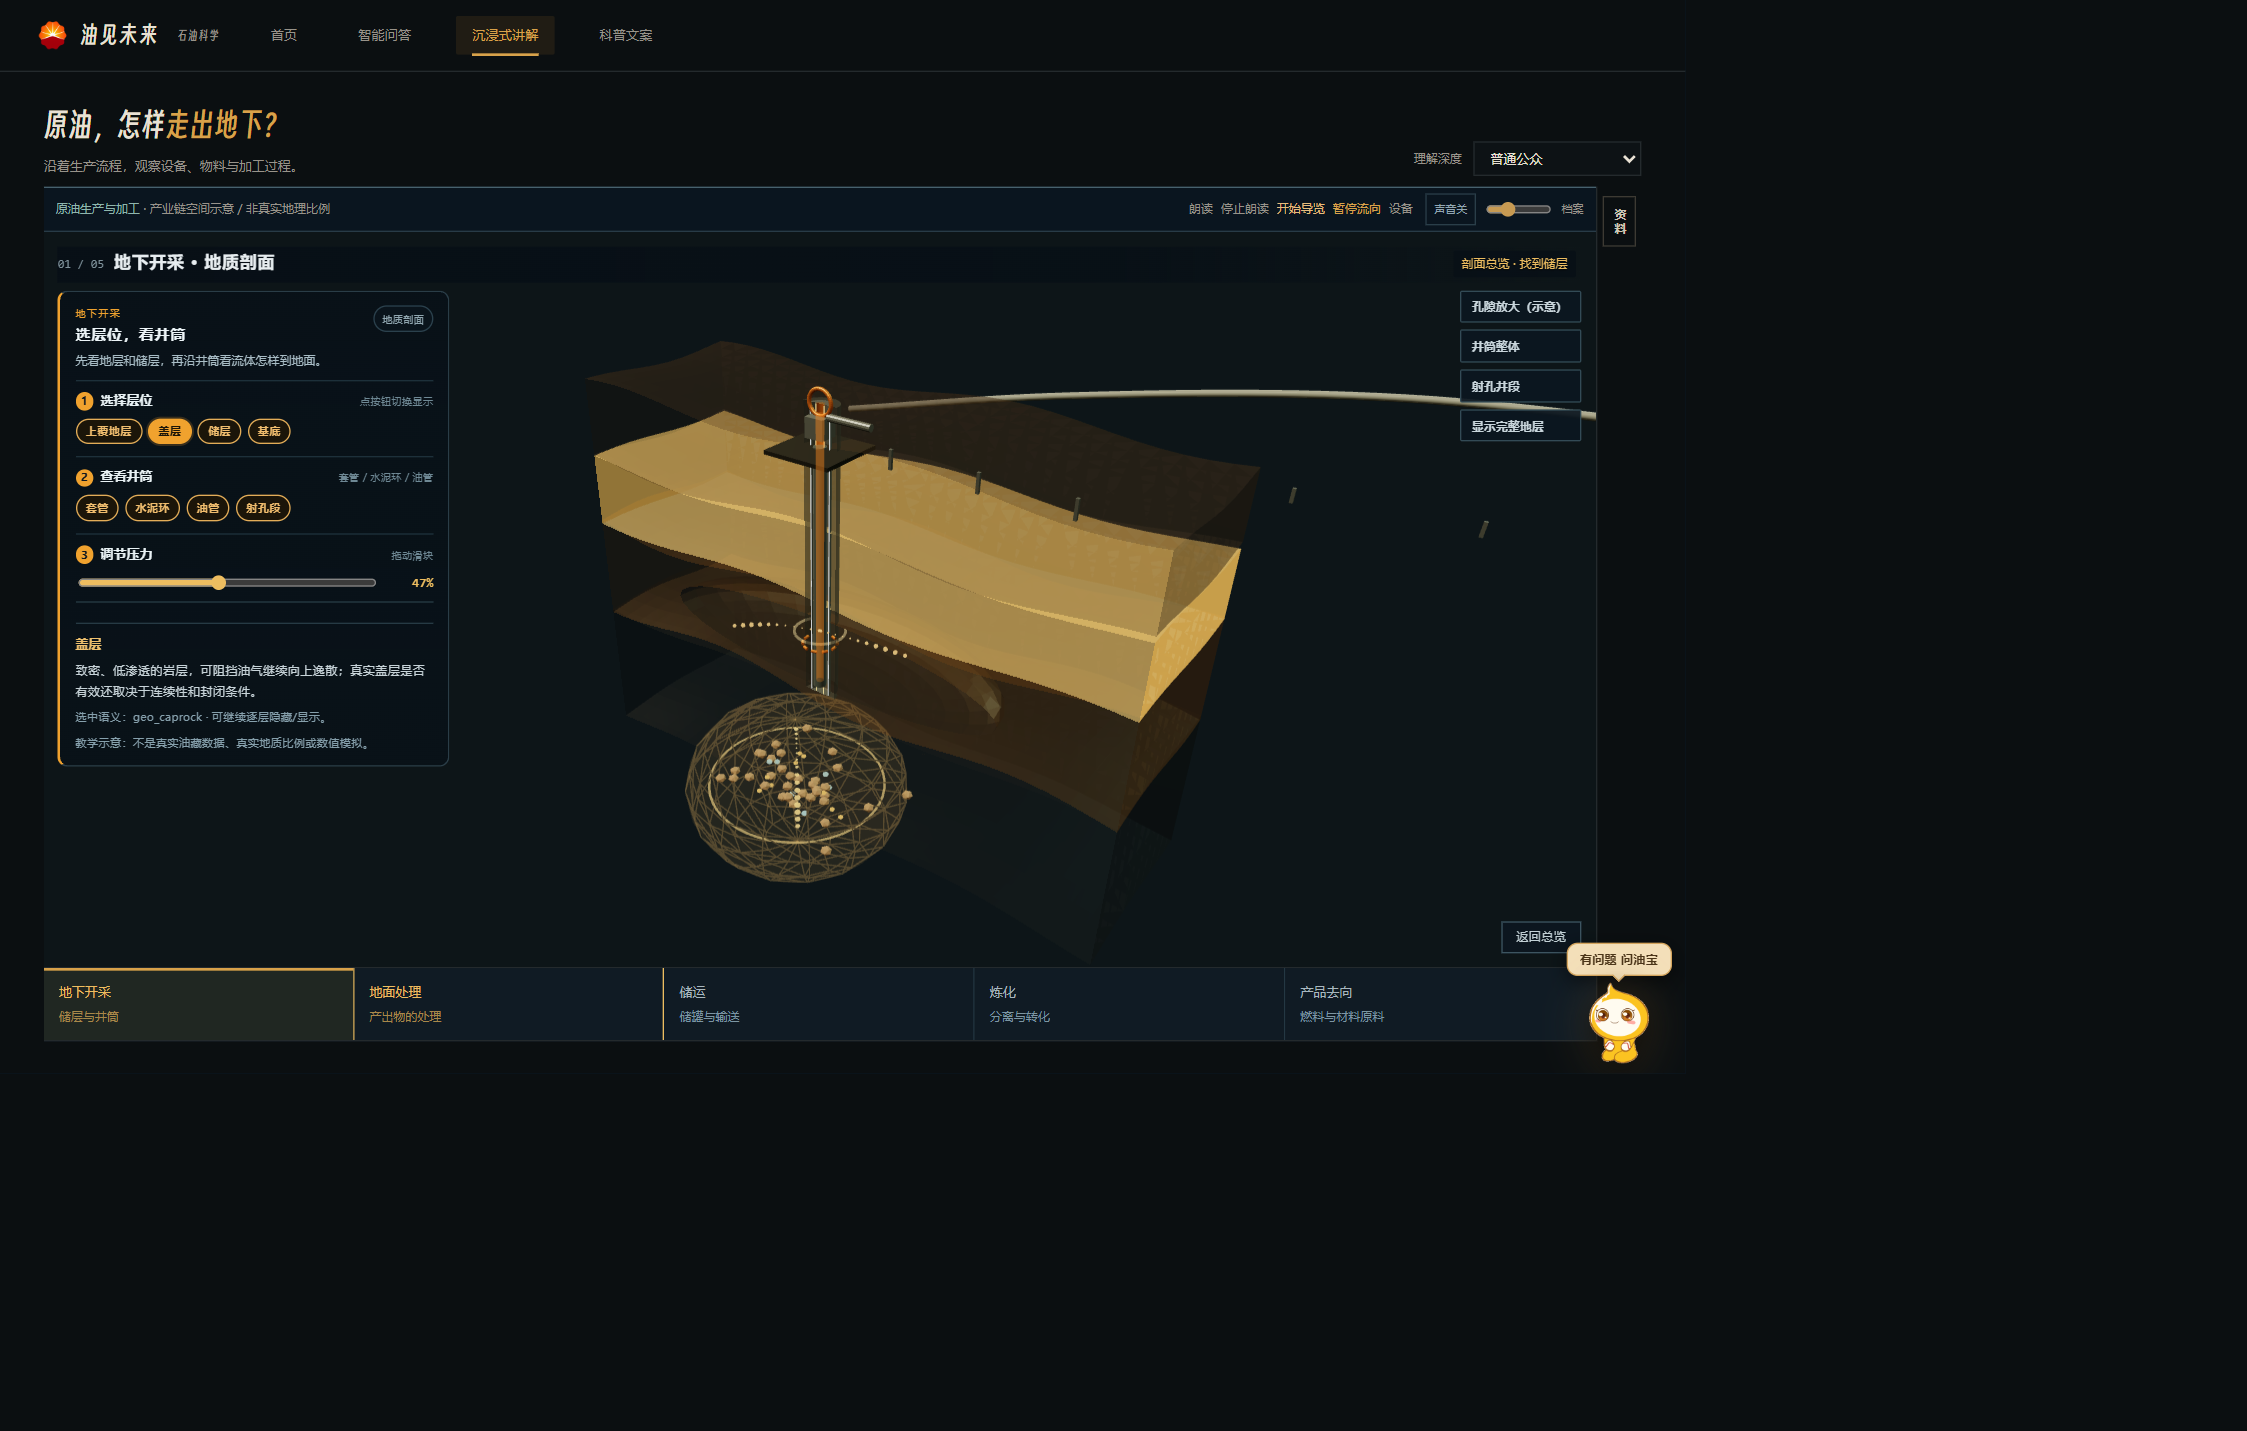 油见未来 石油科学 首页 智能问答 沉浸式讲解 科普文案
原油，怎样走出地下？
沿着生产流程，观察设备、物料与加工过程。
理解深度 普通公众
原油生产与加工 · 产业链空间示意 / 非真实地理比例
朗读 停止朗读 开始导览 暂停流向 设备 声音关 档案
资料
01 / 05 地下开采 · 地质剖面
剖面总览 · 找到储层
地下开采
地质剖面
选层位，看井筒
先看地层和储层，再沿井筒看流体怎样到地面。
1 选择层位 点按钮切换显示
上覆地层 盖层 储层 基底
2 查看井筒 套管 / 水泥环 / 油管
套管 水泥环 油管 射孔段
3 调节压力 拖动滑块
47%
盖层
致密、低渗透的岩层，可阻挡油气继续向上逸散；真实盖层是否
有效还取决于连续性和封闭条件。
选中语义：geo_caprock · 可继续逐层隐藏/显示。
教学示意：不是真实油藏数据、真实地质比例或数值模拟。
孔隙放大（示意）
井筒整体
射孔井段
显示完整地层
返回总览
有问题 问油宝
地下开采
储层与井筒
地面处理
产出物的处理
储运
储罐与输送
炼化
分离与转化
产品去向
燃料与材料原料